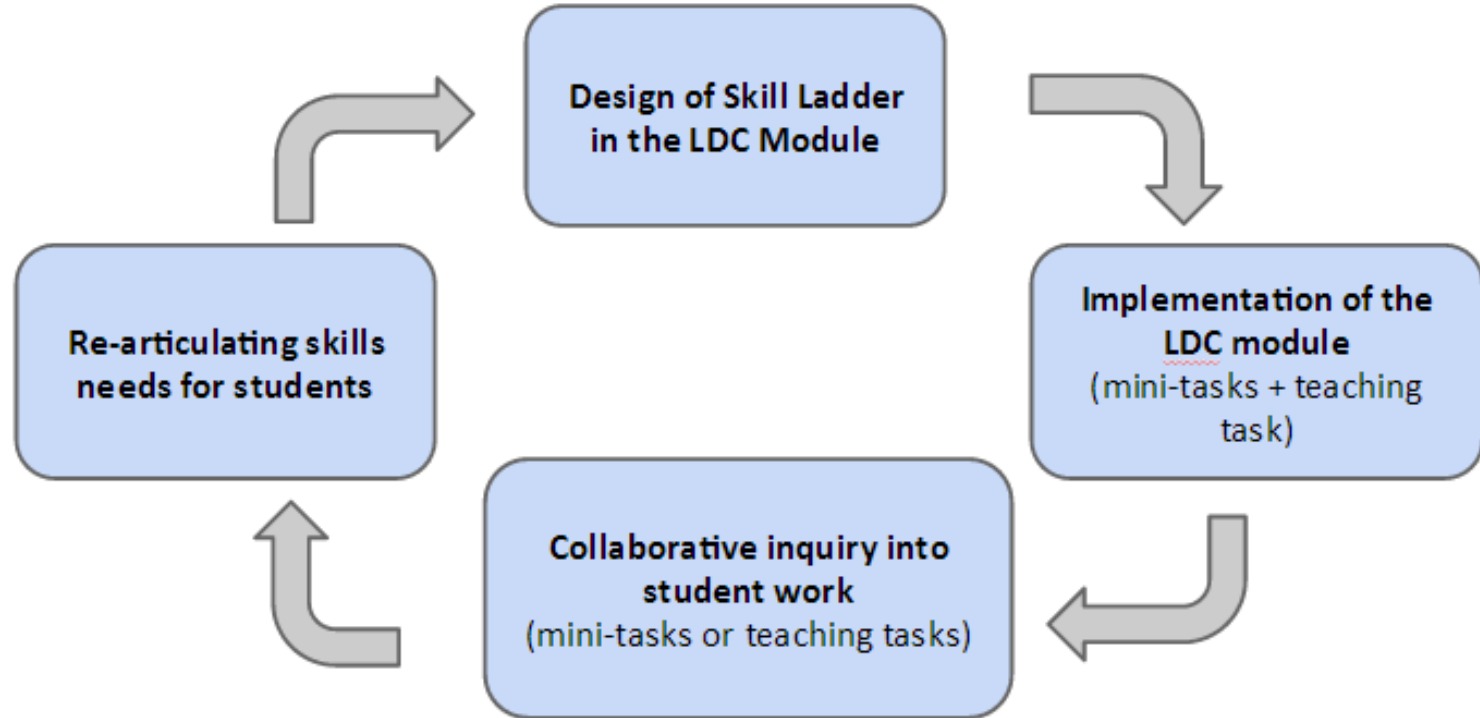 Design of Skill Ladder
in the LDC Module
Implementation of the
LDC module
(mini-tasks + teaching
task)
Collaborative inquiry into
student work
(mini-tasks or teaching tasks)
Re-articulating skills
needs for students